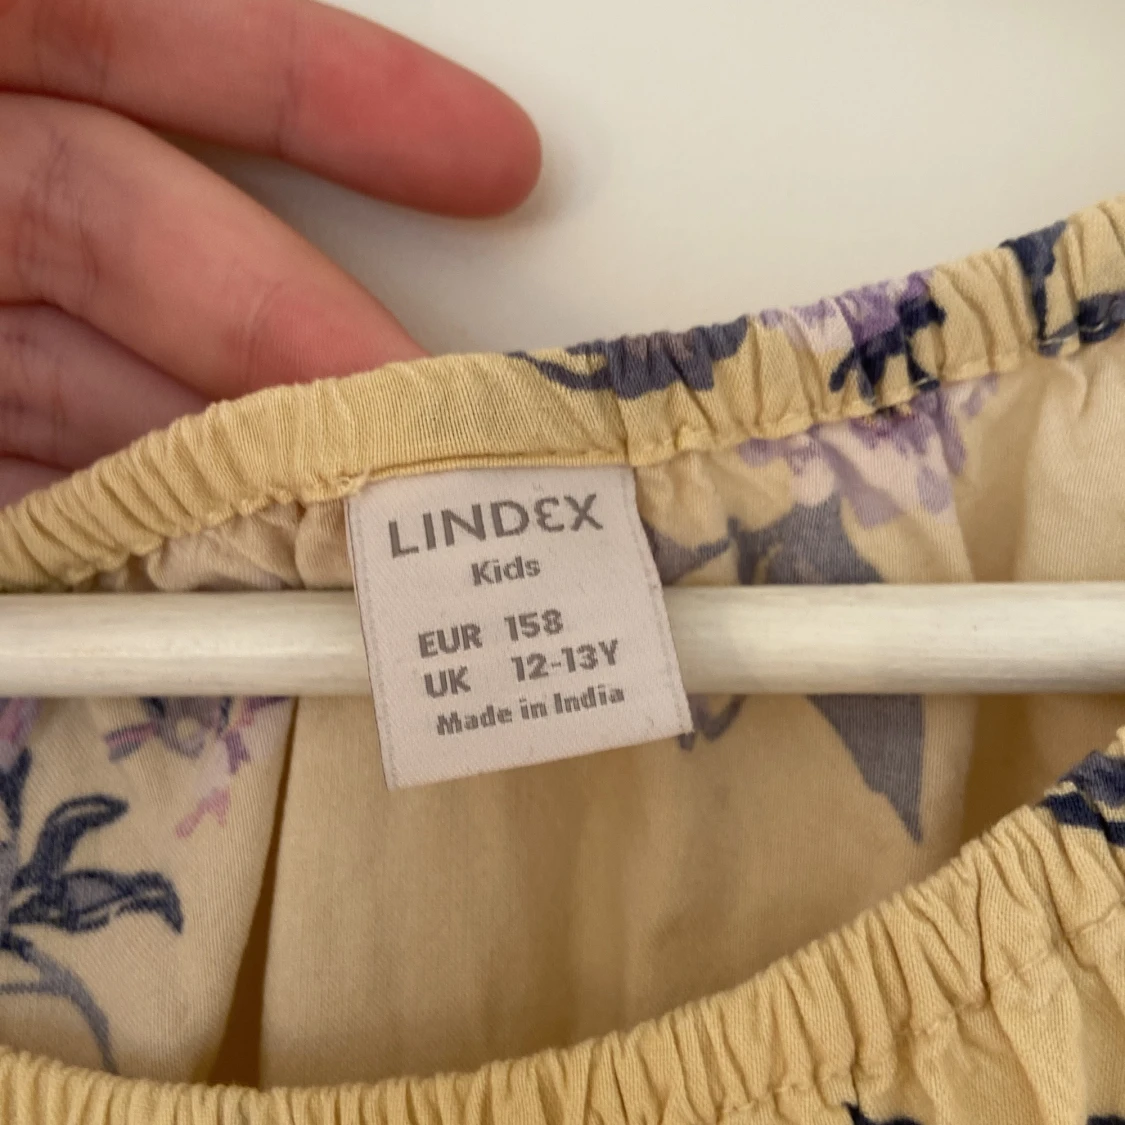 LINDEX
Kids
EUR 158
UK 12-13Y
Made in India